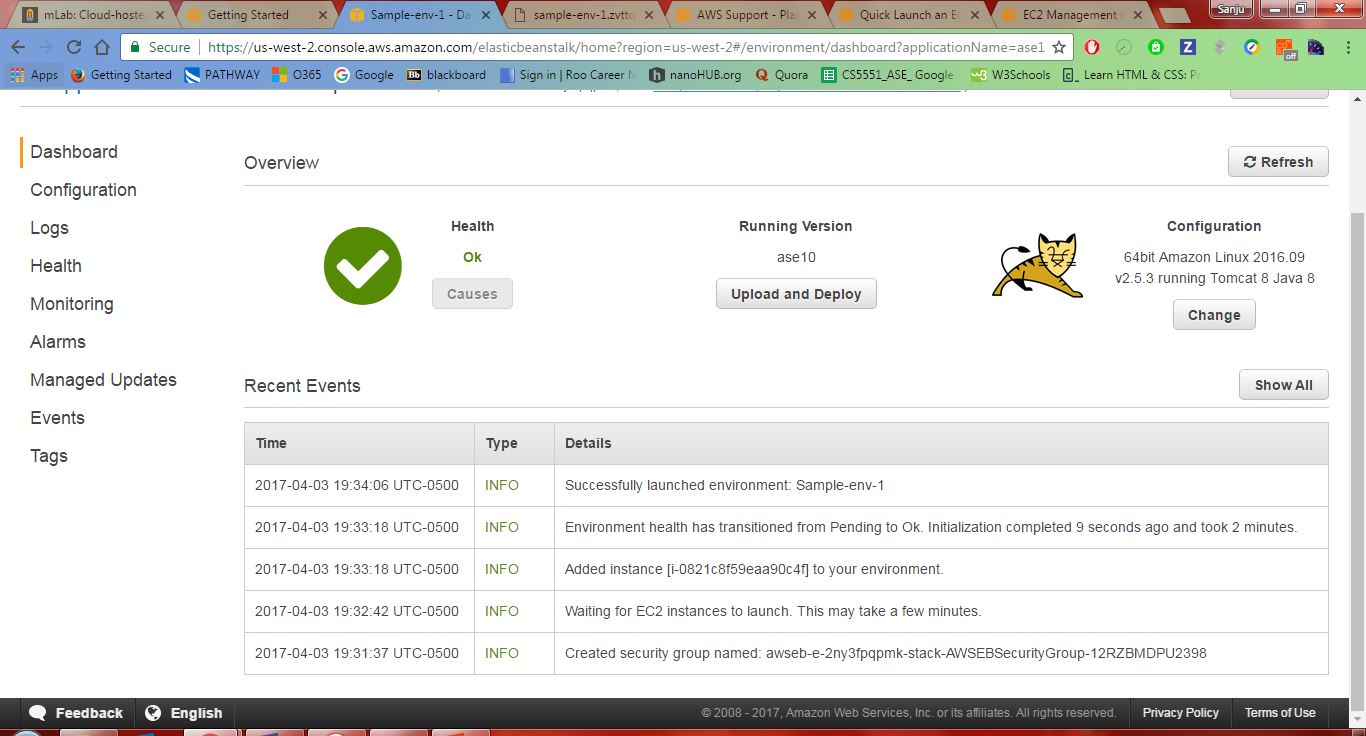 mLab: Cloud-hoste
Getting Started
Sample-env-1 - Da
sample-env-1.zvttq
AWS Support - Pla
Quick Launch an EC
EC2 Management C
Sanju
Secure
https://us-west-2.console.aws.amazon.com/elasticbeanstalk/home?region=us-west-2#/environment/dashboard?applicationName=ase1
Apps
Getting Started
PATHWAY
O365
Google
Bb blackboard
Sign in | Roo Career N
nanoHUB.org
Quora
CS5551_ASE_ Google
W3Schools
Learn HTML & CSS: Pa
off
Dashboard
Configuration
Logs
Health
Monitoring
Alarms
Managed Updates
Events
Tags
Overview
Refresh
Health
Ok
Causes
Running Version
ase10
Upload and Deploy
Configuration
64bit Amazon Linux 2016.09
v2.5.3 running Tomcat 8 Java 8
Change
Recent Events
Show All
Time Type Details
2017-04-03 19:34:06 UTC-0500 INFO Successfully launched environment: Sample-env-1
2017-04-03 19:33:18 UTC-0500 INFO Environment health has transitioned from Pending to Ok. Initialization completed 9 seconds ago and took 2 minutes.
2017-04-03 19:33:18 UTC-0500 INFO Added instance [i-0821c8f59eaa90c4f] to your environment.
2017-04-03 19:32:42 UTC-0500 INFO Waiting for EC2 instances to launch. This may take a few minutes.
2017-04-03 19:31:37 UTC-0500 INFO Created security group named: awseb-e-2ny3fpqpmk-stack-AWSEBSecurityGroup-12RZBMDPU2398
Feedback
English
© 2008 - 2017, Amazon Web Services, Inc. or its affiliates. All rights reserved.
Privacy Policy
Terms of Use